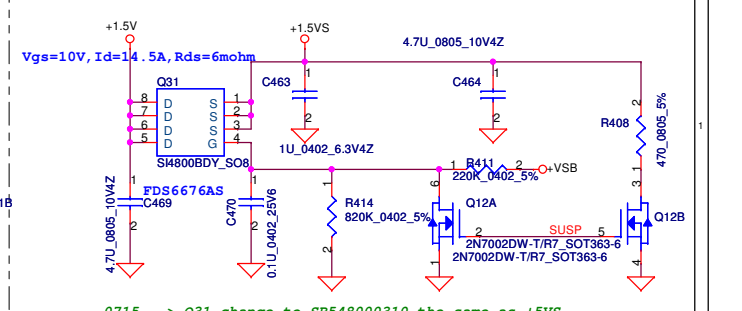 +1.5V
+1.5VS
4.7U_0805_10V4Z
Vgs=10V,Id=14.5A,Rds=6mohm
Q31
8 D S 1
7 D S 2
6 D S 3
5 D G 4
SI4800BDY_SO8
FDS6676AS
1
C463
2
1U_0402_6.3V4Z
1
C464
2
2
R408
1
470_0805_5%
1
1
C469
2
4.7U_0805_10V4Z
1
C470
2
0.1U_0402_25V6
1
R414
820K_0402_5%
2
1 R411 2 +VSB
220K_0402_5%
6
Q12A
2
1
SUSP
5
3
Q12B
4
2N7002DW-T/R7_SOT363-6
2N7002DW-T/R7_SOT363-6
1B